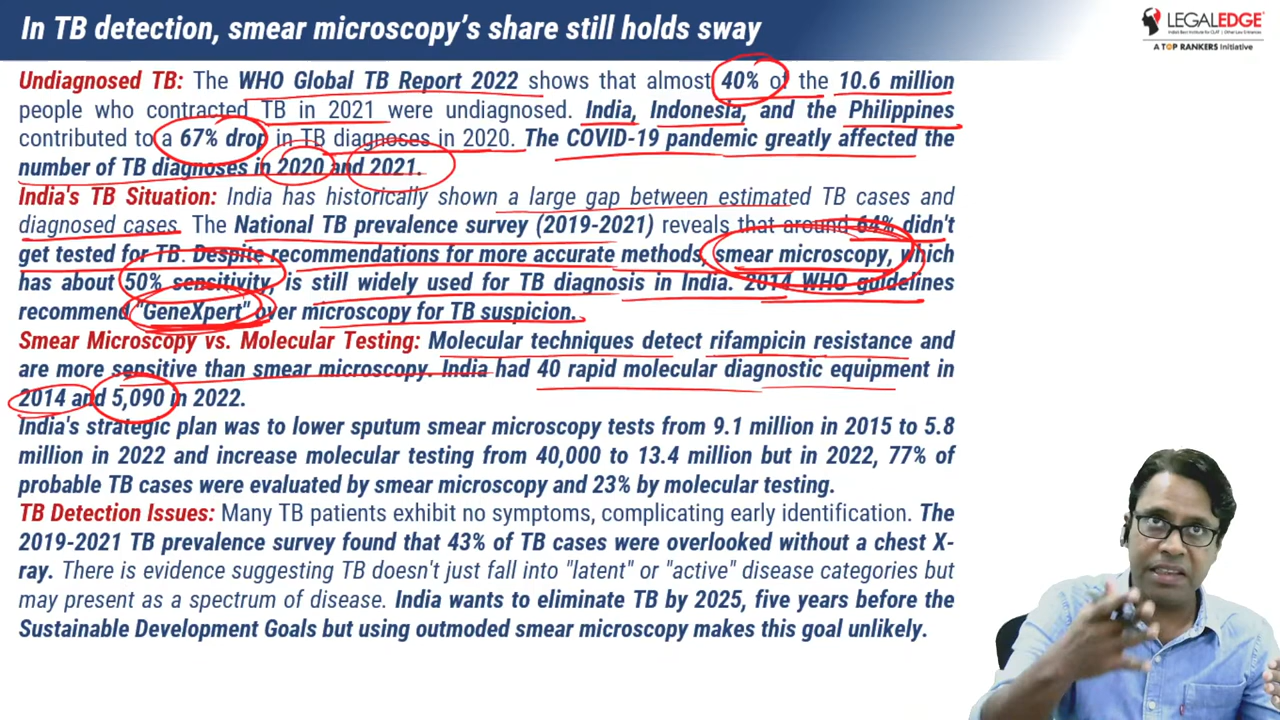 In TB detection, smear microscopy's share still holds sway
LEGALEDGE
India's Best Institute for CLAT | Other Law Entrances
A TOP RANKERS Initiative
Undiagnosed TB: The WHO Global TB Report 2022 shows that almost 40% of the 10.6 million
people who contracted TB in 2021 were undiagnosed. India, Indonesia, and the Philippines
contributed to a 67% drop in TB diagnoses in 2020. The COVID-19 pandemic greatly affected the
number of TB diagnoses in 2020 and 2021.
India's TB Situation: India has historically shown a large gap between estimated TB cases and
diagnosed cases. The National TB prevalence survey (2019-2021) reveals that around 64% didn't
get tested for TB. Despite recommendations for more accurate methods, smear microscopy, which
has about 50% sensitivity, is still widely used for TB diagnosis in India. 2014 WHO guidelines
recommend "GeneXpert" over microscopy for TB suspicion.
Smear Microscopy vs. Molecular Testing: Molecular techniques detect rifampicin resistance and
are more sensitive than smear microscopy. India had 40 rapid molecular diagnostic equipment in
2014 and 5,090 in 2022.
India's strategic plan was to lower sputum smear microscopy tests from 9.1 million in 2015 to 5.8
million in 2022 and increase molecular testing from 40,000 to 13.4 million but in 2022, 77% of
probable TB cases were evaluated by smear microscopy and 23% by molecular testing.
TB Detection Issues: Many TB patients exhibit no symptoms, complicating early identification. The
2019-2021 TB prevalence survey found that 43% of TB cases were overlooked without a chest X-
ray. There is evidence suggesting TB doesn't just fall into "latent" or "active" disease categories but
may present as a spectrum of disease. India wants to eliminate TB by 2025, five years before the
Sustainable Development Goals but using outmoded smear microscopy makes this goal unlikely.